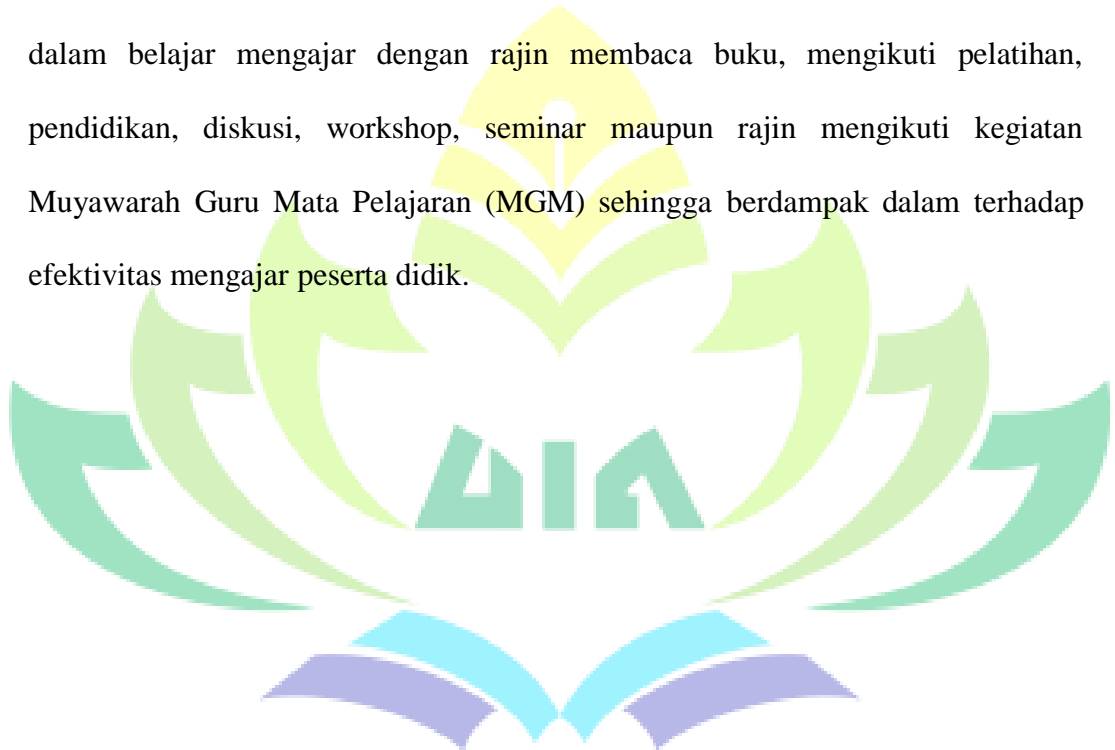 dalam belajar mengajar dengan rajin membaca buku, mengikuti pelatihan,
pendidikan, diskusi, workshop, seminar maupun rajin mengikuti kegiatan
Muyawarah Guru Mata Pelajaran (MGM) sehingga berdampak dalam terhadap
efektivitas mengajar peserta didik.
UIN